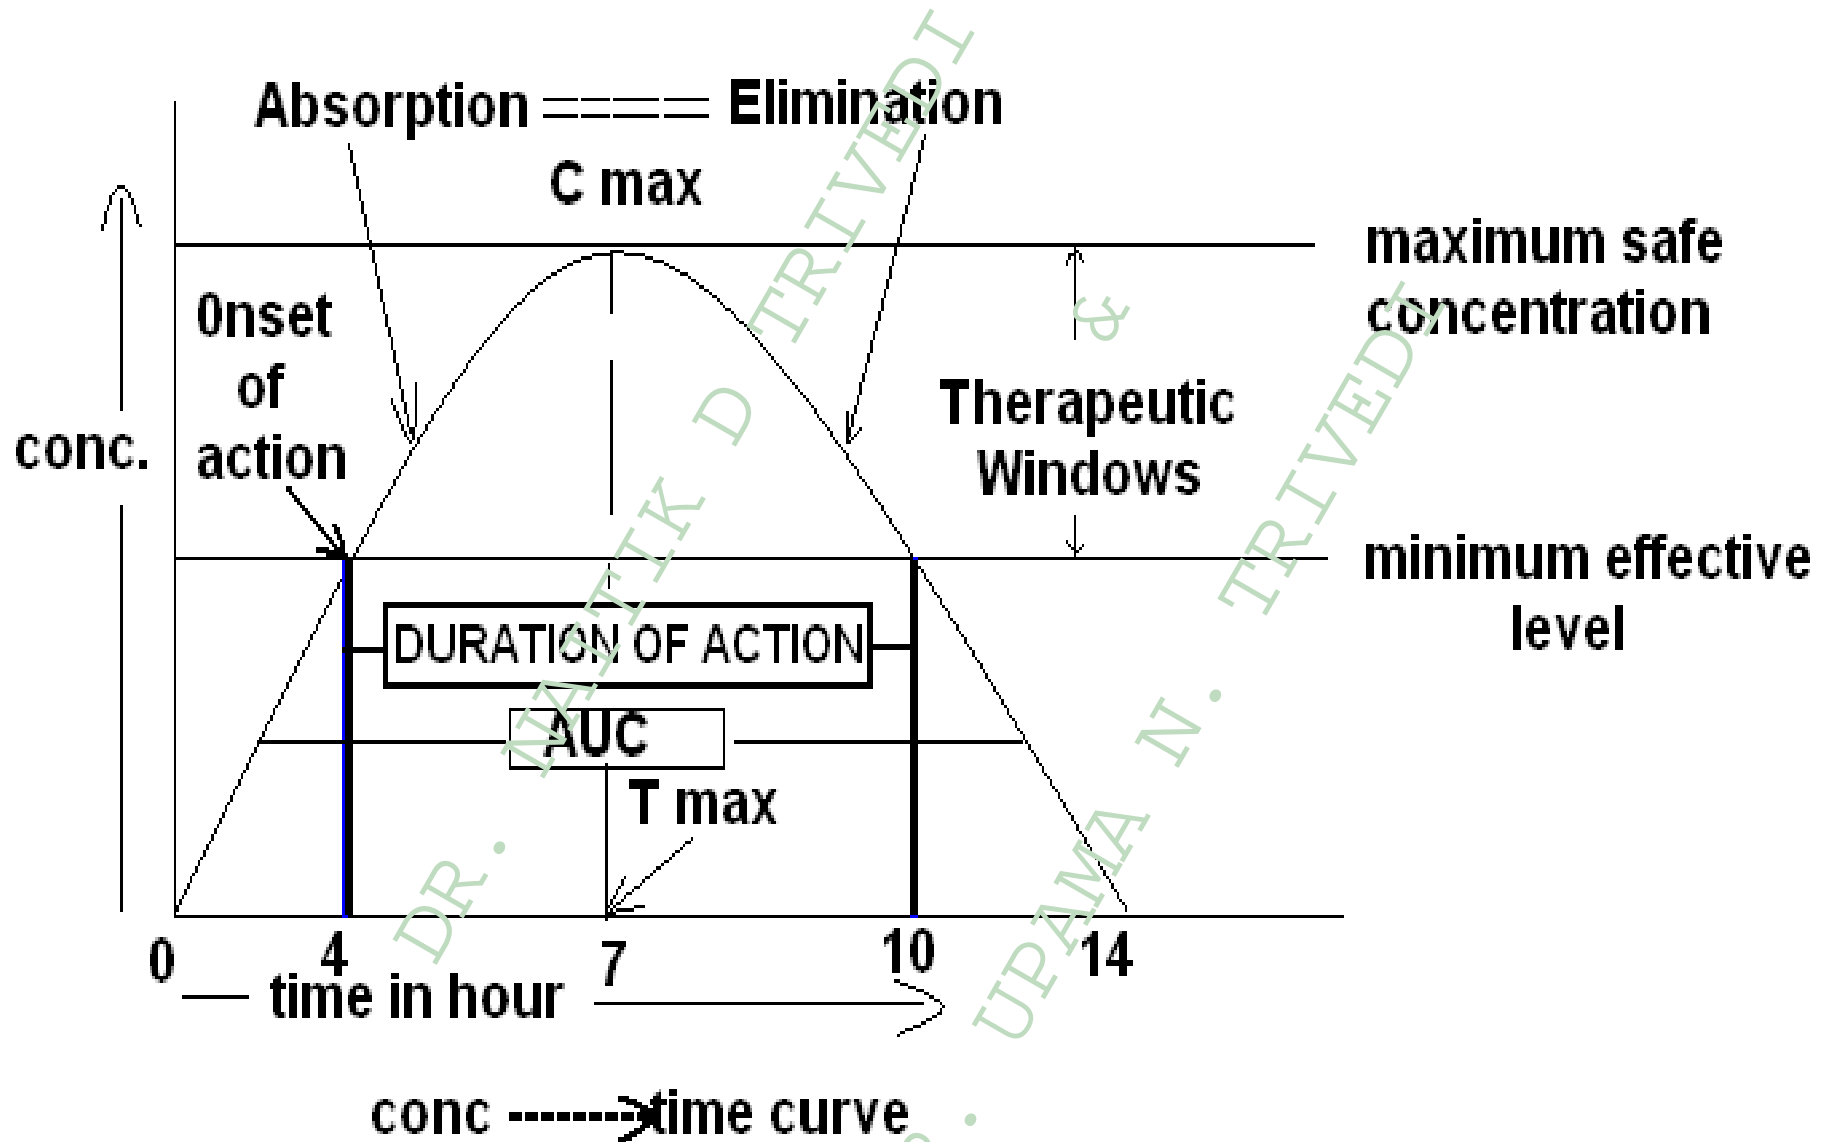 Absorption ==== Elimination
C max
maximum safe
concentration
0nset
of
action
conc.
Therapeutic
Windows
minimum effective
level
DURATION OF ACTION
AUC
T max
0 4 7 10 14
time in hour
conc time curve
DR. NAITIK D TRIVEDI &
UPAMA N. TRIVEDI